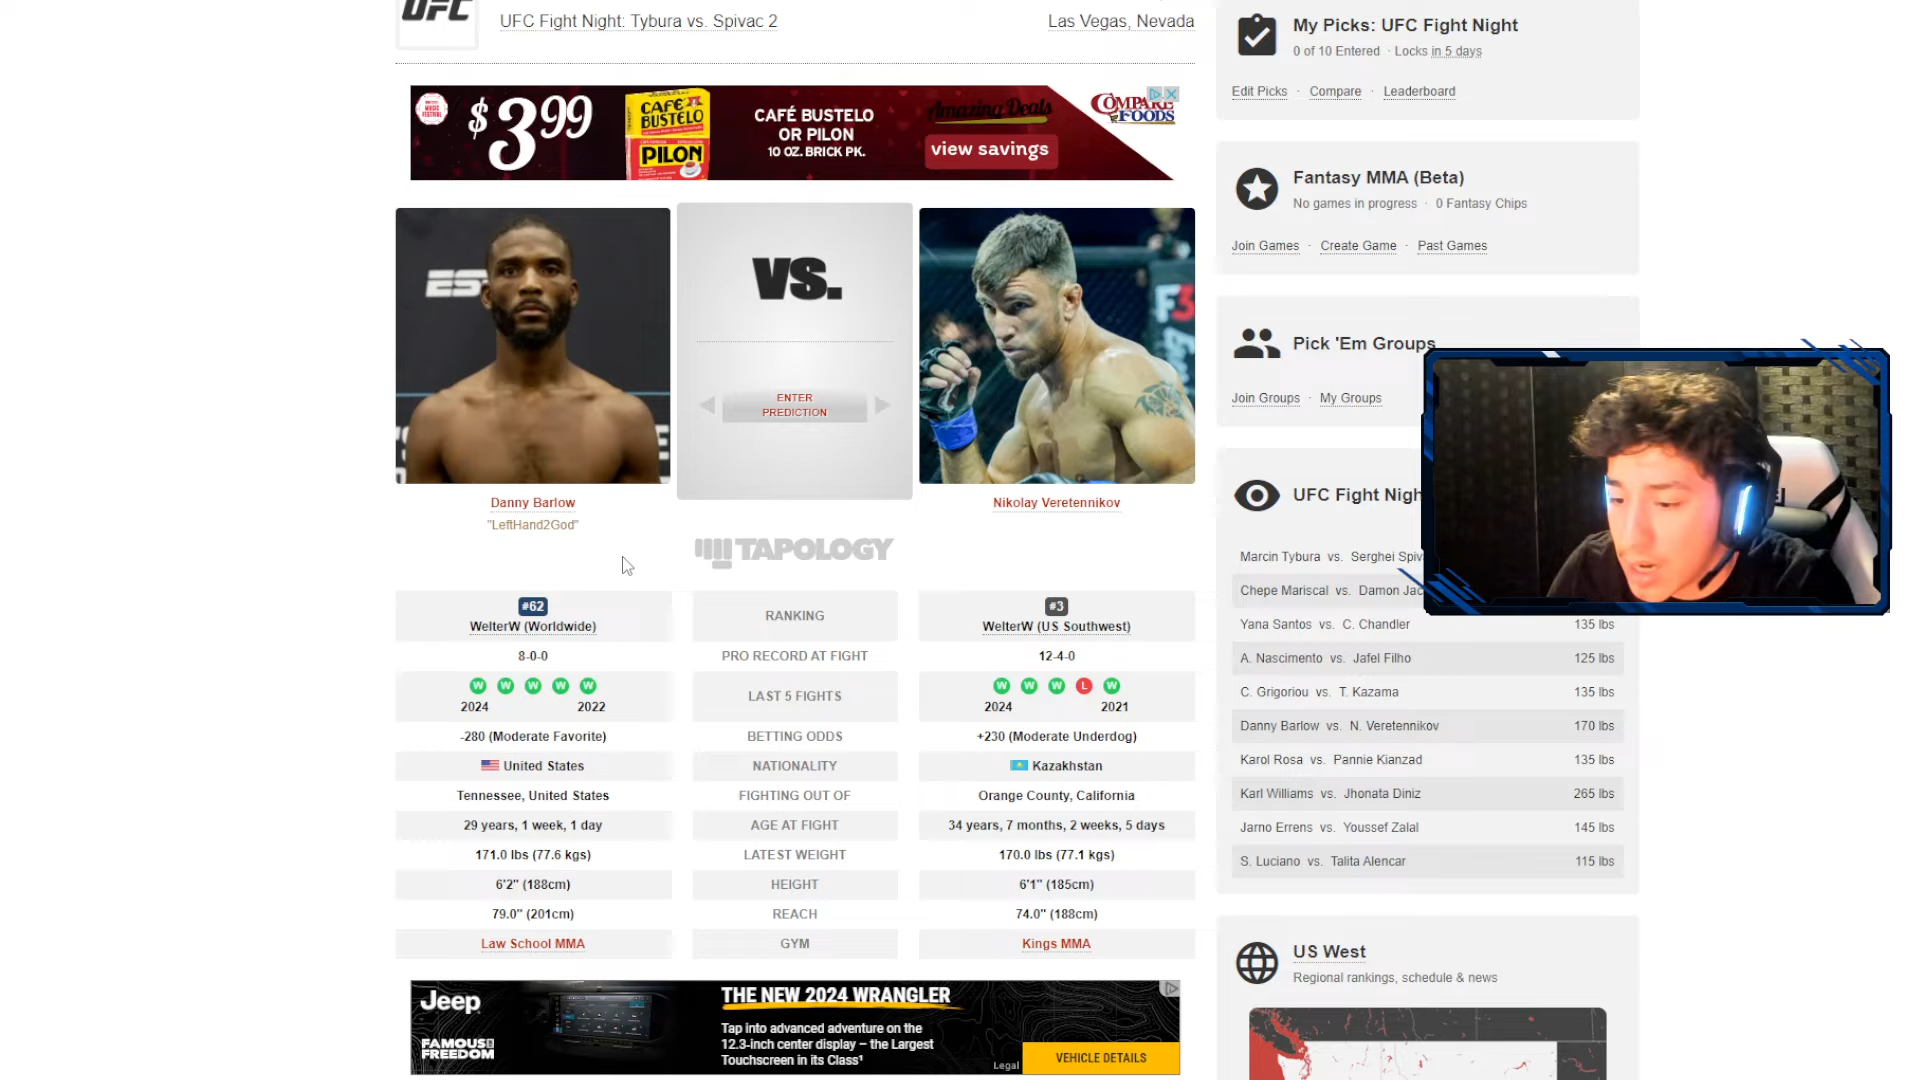 UFC
UFC Fight Night: Tybura vs. Spivac 2
Las Vegas, Nevada
$3.99
CAFÉ BUSTELO
PILON
CAFÉ BUSTELO
OR PILON
10 OZ. BRICK PK.
Amazing Deals
view savings
COMPARE
FOODS
VS.
ENTER
PREDICTION
Danny Barlow
"LeftHand2God"
Nikolay Veretennikov
TAPOLOGY
#62
WelterW (Worldwide)
RANKING
#3
WelterW (US Southwest)
8-0-0
PRO RECORD AT FIGHT
12-4-0
W W W W W
2024 2022
LAST 5 FIGHTS
W W W L W
2024 2021
-280 (Moderate Favorite)
BETTING ODDS
+230 (Moderate Underdog)
United States
NATIONALITY
Kazakhstan
Tennessee, United States
FIGHTING OUT OF
Orange County, California
29 years, 1 week, 1 day
AGE AT FIGHT
34 years, 7 months, 2 weeks, 5 days
171.0 lbs (77.6 kgs)
LATEST WEIGHT
170.0 lbs (77.1 kgs)
6'2" (188cm)
HEIGHT
6'1" (185cm)
79.0" (201cm)
REACH
74.0" (188cm)
Law School MMA
GYM
Kings MMA
Jeep
FAMOUS
FREEDOM
THE NEW 2024 WRANGLER
Tap into advanced adventure on the
12.3-inch center display – the Largest
Touchscreen in its Class¹
Legal
VEHICLE DETAILS
My Picks: UFC Fight Night
0 of 10 Entered · Locks in 5 days
Edit Picks · Compare · Leaderboard
Fantasy MMA (Beta)
No games in progress · 0 Fantasy Chips
Join Games · Create Game · Past Games
Pick 'Em Groups
Join Groups · My Groups
UFC Fight Nigh
Marcin Tybura vs. Serghei Spiv
Chepe Mariscal vs. Damon Jac
Yana Santos vs. C. Chandler 135 lbs
A. Nascimento vs. Jafel Filho 125 lbs
C. Grigoriou vs. T. Kazama 135 lbs
Danny Barlow vs. N. Veretennikov 170 lbs
Karol Rosa vs. Pannie Kianzad 135 lbs
Karl Williams vs. Jhonata Diniz 265 lbs
Jarno Errens vs. Youssef Zalal 145 lbs
S. Luciano vs. Talita Alencar 115 lbs
US West
Regional rankings, schedule & news